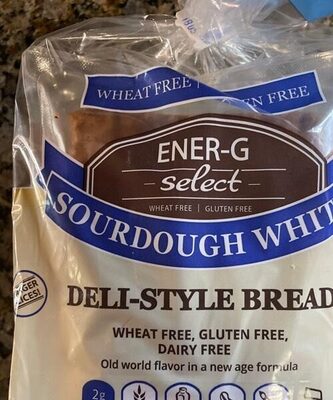 WHEAT FREE | GLUTEN FREE
ENER-G
select
WHEAT FREE | GLUTEN FREE
SOURDOUGH WHIT
DELI-STYLE BREAD
WHEAT FREE, GLUTEN FREE,
DAIRY FREE
Old world flavor in a new age formula
2g